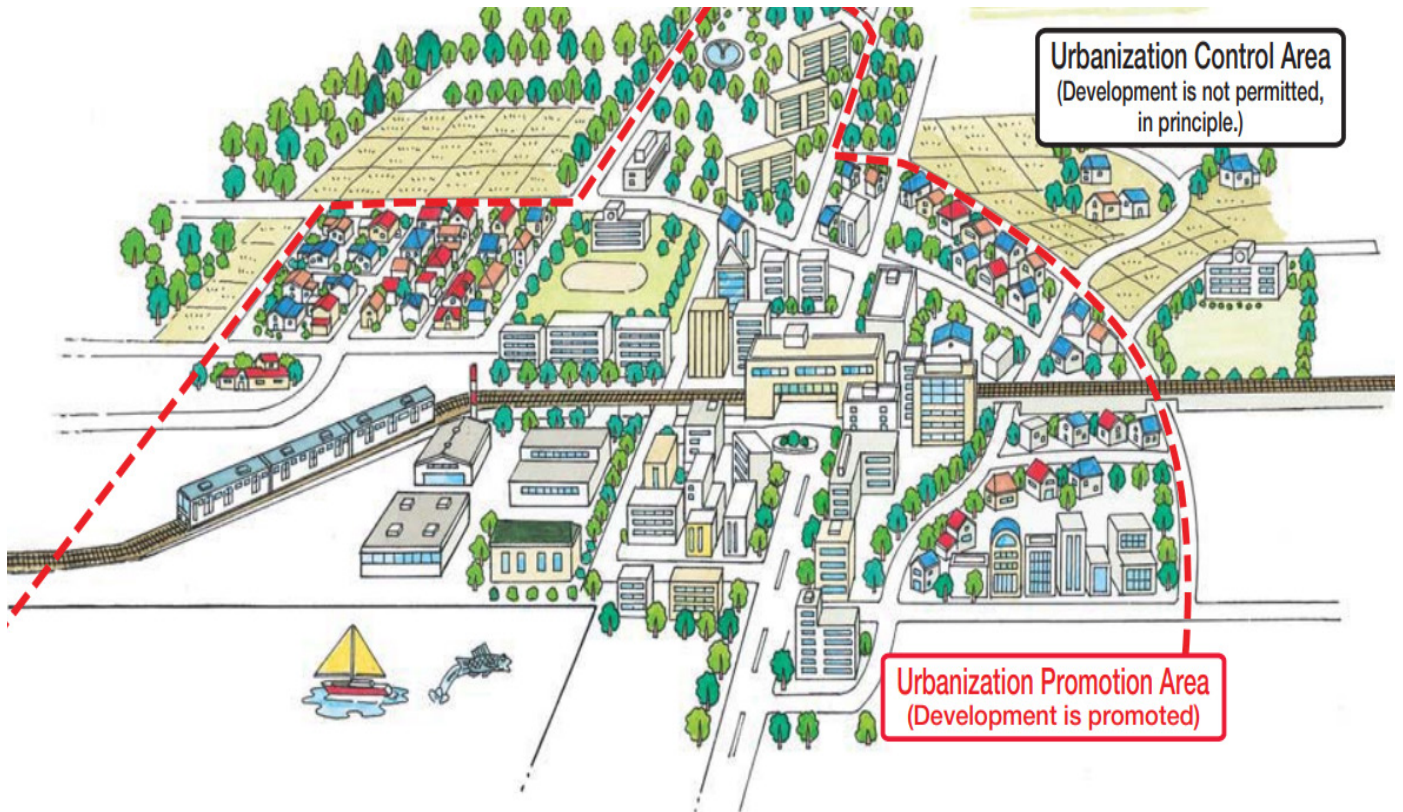 Urbanization Control Area
(Development is not permitted,
in principle.)
Urbanization Promotion Area
(Development is promoted)